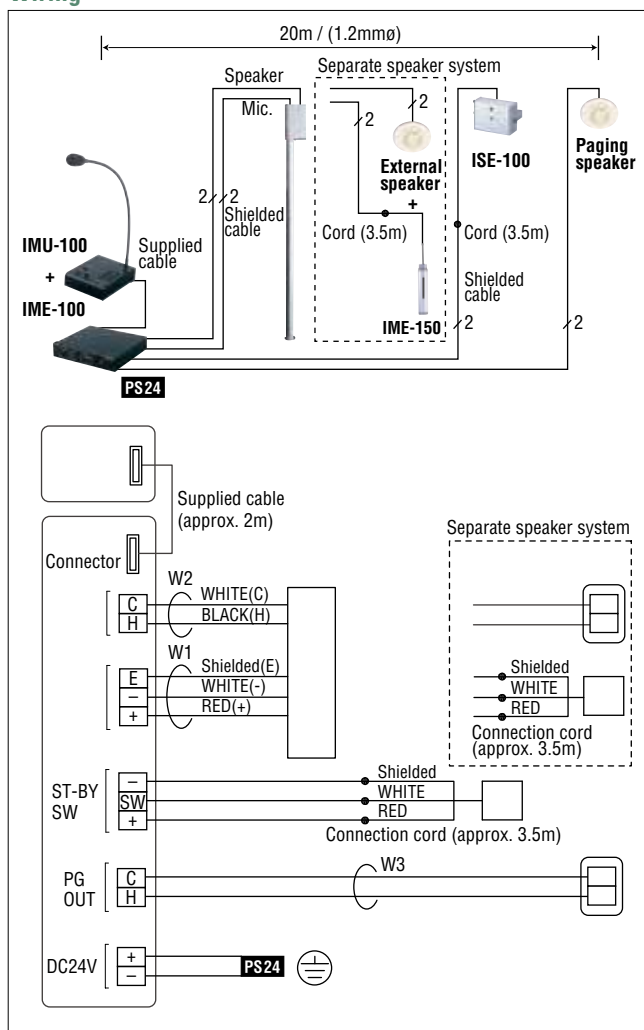 20m / (1.2mmø)
Separate speaker system
Speaker
Mic.
2
2
External
speaker
+
ISE-100
Paging
speaker
2 2
Shielded
cable
Cord (3.5m)
Cord (3.5m)
IMU-100
+
IME-100
Supplied
cable
Shielded
cable
IME-150
2
2
PS24
Supplied cable
(approx. 2m)
Connector
Separate speaker system
W2
C WHITE(C)
H BLACK(H)
W1
E Shielded(E)
– WHITE(-)
+ RED(+)
Shielded
WHITE
RED
Connection cord
(approx. 3.5m)
ST-BY
SW
– Shielded
SW WHITE
+ RED
Connection cord (approx. 3.5m)
PG
OUT
C
H
W3
DC24V
+
–
PS24